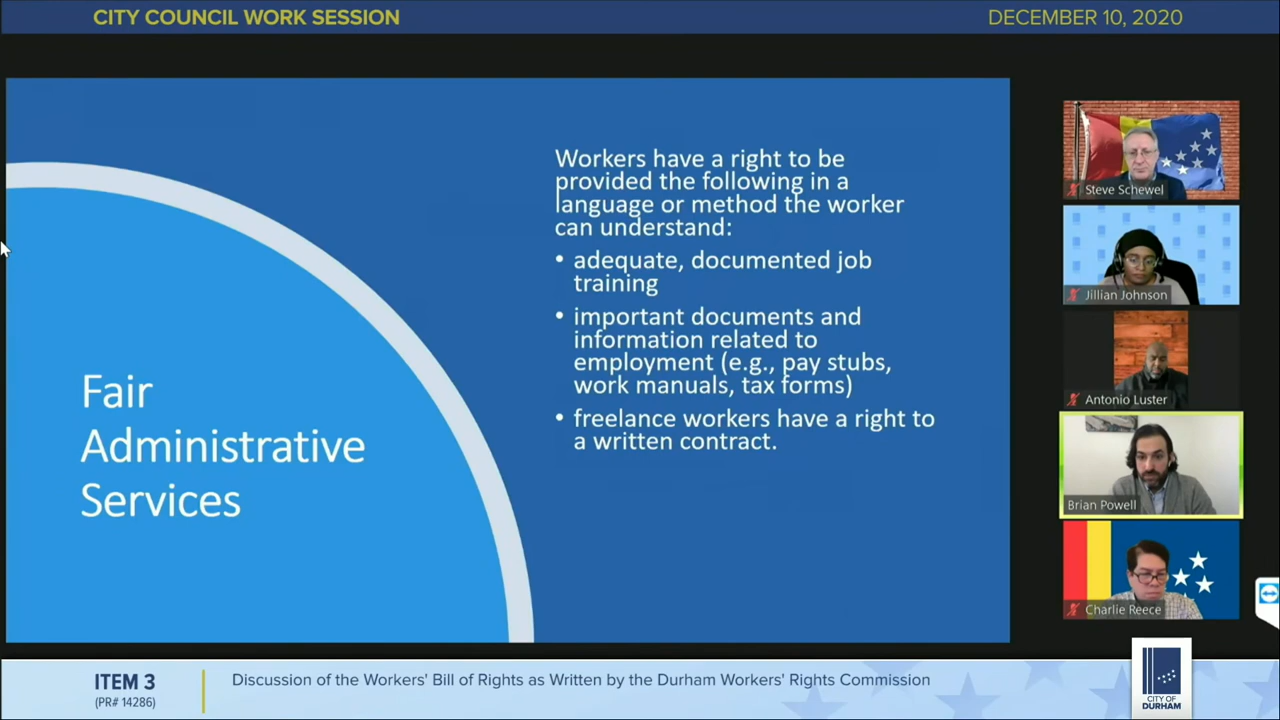 CITY COUNCIL WORK SESSION
DECEMBER 10, 2020
Workers have a right to be
provided the following in a
language or method the worker
can understand:
• adequate, documented job
training
• important documents and
information related to
employment (e.g., pay stubs,
work manuals, tax forms)
• freelance workers have a right to
a written contract.
Fair
Administrative
Services
Steve Schewel
Jillian Johnson
Antonio Luster
Brian Powell
Charlie Reece
ITEM 3
(PR# 14286)
Discussion of the Workers' Bill of Rights as Written by the Durham Workers' Rights Commission
CITY OF
DURHAM